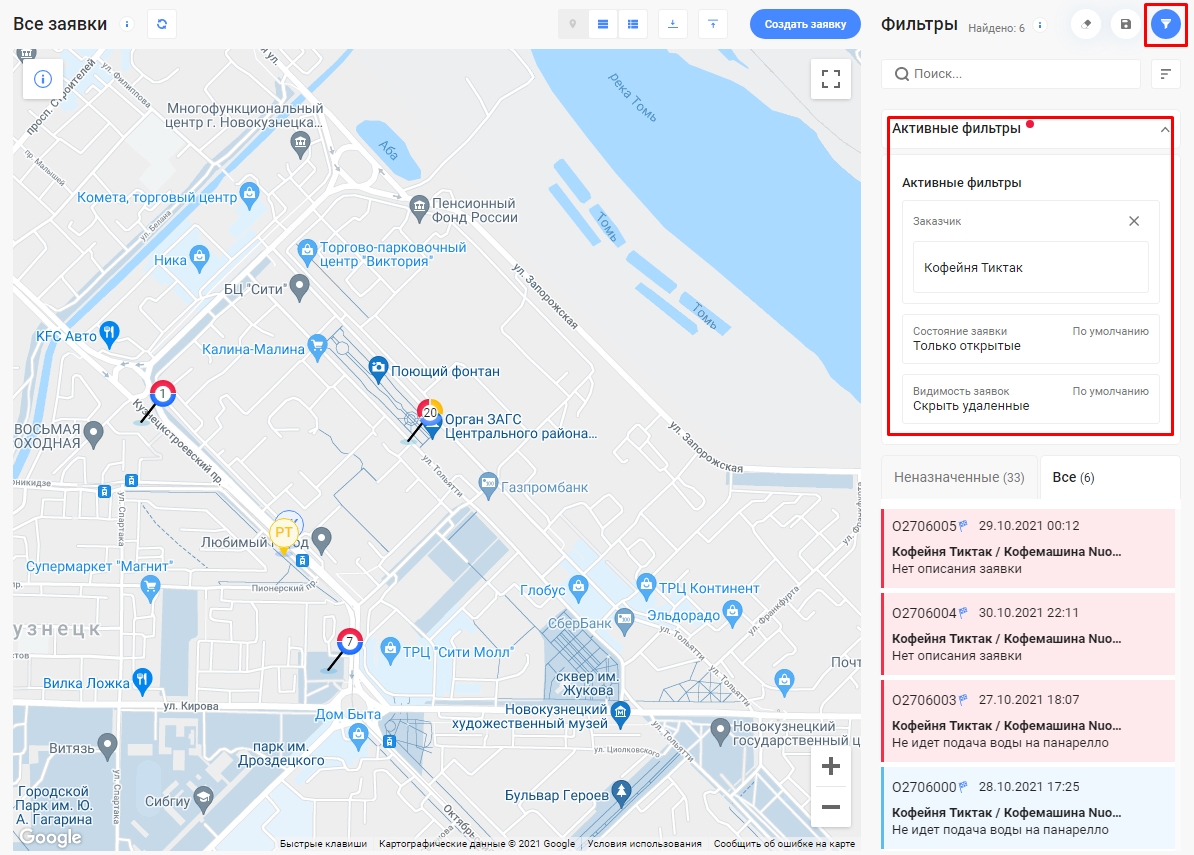 Все заявки
Создать заявку
Фильтры
Найдено: 6
Поиск...
Активные фильтры
Активные фильтры
Заказчик
Кофейня Тиктак
Состояние заявки
По умолчанию
Только открытые
Видимость заявок
По умолчанию
Скрыть удаленные
Неназначенные (33)
Все (6)
O2706005
29.10.2021 00:12
Кофейня Тиктак / Кофемашина Nuo...
Нет описания заявки
O2706004
30.10.2021 22:11
Кофейня Тиктак / Кофемашина Nuo...
Нет описания заявки
O2706003
27.10.2021 18:07
Кофейня Тиктак / Кофемашина Nuo...
Не идет подача воды на панарелло
O2706000
28.10.2021 17:25
Кофейня Тиктак / Кофемашина Nuo...
Не идет подача воды на панарелло
просп. Строителей
ул. Филиппова
Многофункциональный
центр г. Новокузнецка...
река Томь
Аба
пр. Малышей
Комета, торговый центр
ул. Белана
Пенсионный
Фонд России
Томь
Ника
Торгово-парковочный
центр "Виктория"
ул. Запорожская
БЦ "Сити"
Томь
KFC Авто
Калина-Малина
Поющий фонтан
1
20
Кузнецкстроевский пр.
Орган ЗАГС
Центрального района...
ВОСЬМАЯ
ПОХОДНАЯ
ул. Запорожская
ул. Тольятти
Газпромбанк
ул. Спартака
РТ
Любимый город
Супермаркет "Магнит"
Пионерский пр.
Глобус
ТРЦ Континент
ул. Франкфурта
Эльдорадо
СберБанк
ул. Тольятти
узнецк
7
ТРЦ "Сити Молл"
Почт
сквер им.
Жукова
Вилка Ложка
ул. Кирова
Дом Быта
Новокузнецкий
художественный музей
Новокузнецкий
государственный ц
Витязь
парк им.
Дроздецкого
ул. Циолковского
ул. Тольятти
ул. Спартака
Городской
Парк им. Ю.
А. Гагарина
Сибгиу
Бульвар Героев
Google
Быстрые клавиши
Картографические данные © 2021 Google
Условия использования
Сообщить об ошибке на карте